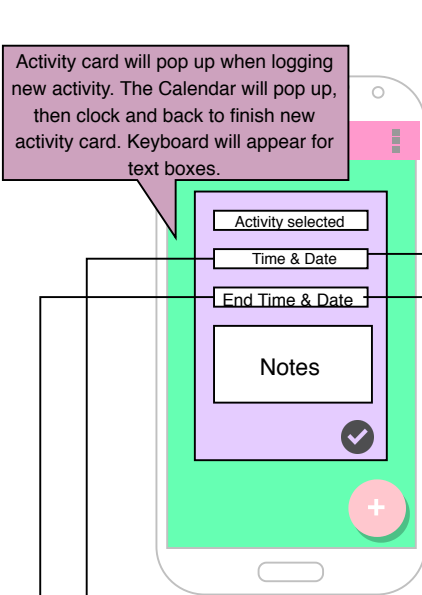 Activity card will pop up when logging
new activity. The Calendar will pop up,
then clock and back to finish new
activity card. Keyboard will appear for
text boxes.
Activity selected
Time & Date
End Time & Date
Notes